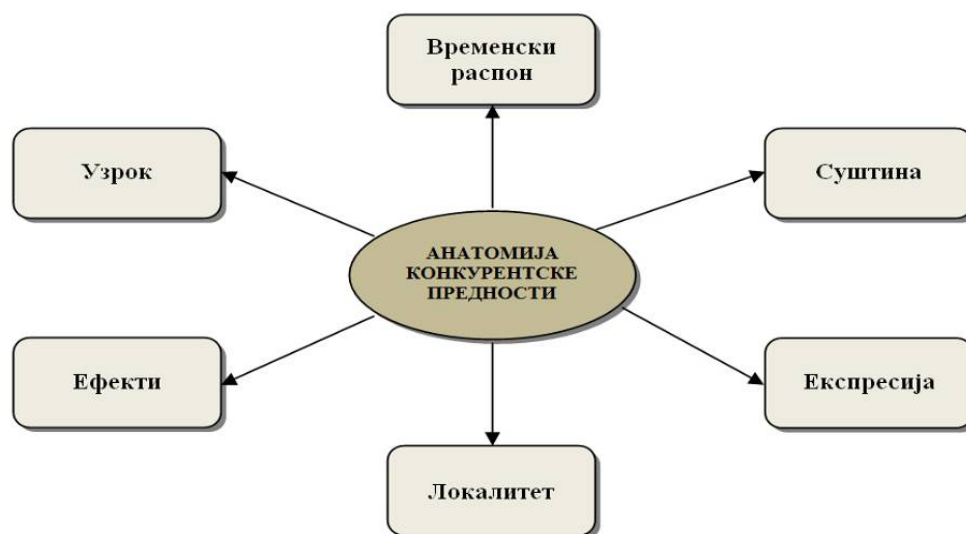 Временски
распон
Узрок
Суштина
АНАТОМИЈА
КОНКУРЕНТСКЕ
ПРЕДНОСТИ
Ефекти
Експресија
Локалитет